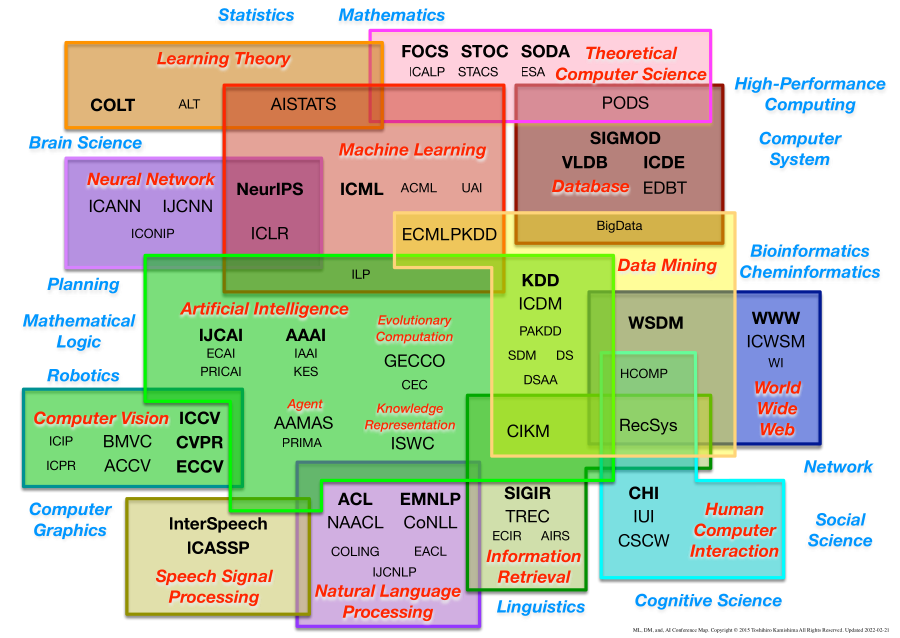 Statistics
Mathematics
Learning Theory
COLT
ALT
AISTATS
FOCS STOC SODA
ICALP STACS ESA
Theoretical
Computer Science
PODS
High-Performance
Computing
Computer
System
SIGMOD
VLDB ICDE
Database EDBT
BigData
Brain Science
Machine Learning
Neural Network
ICANN IJCNN
ICONIP
NeurIPS
ICLR
ICML ACML UAI
ECMLPKDD
ILP
Data Mining
Bioinformatics
Cheminformatics
Planning
Mathematical
Logic
Robotics
Artificial Intelligence
IJCAI AAAI
ECAI IAAI
PRICAI KES
Evolutionary
Computation
GECCO
CEC
Agent
AAMAS
PRIMA
Knowledge
Representation
ISWC
KDD
ICDM
PAKDD
SDM DS
DSAA
CIKM
WSDM
HCOMP
RecSys
WWW
ICWSM
WI
World
Wide
Web
Computer Vision ICCV
ICIP BMVC CVPR
ICPR ACCV ECCV
Network
Computer
Graphics
InterSpeech
ICASSP
Speech Signal
Processing
ACL EMNLP
NAACL CoNLL
COLING EACL
IJCNLP
Natural Language
Processing
SIGIR
TREC
ECIR AIRS
Information
Retrieval
CHI
IUI
CSCW
Human
Computer
Interaction
Social
Science
Linguistics
Cognitive Science
ML, DM, and, AI Conference Map. Copyright © 2015 Toshihiro Kamishima All Rights Reserved. Updated 2022-02-21